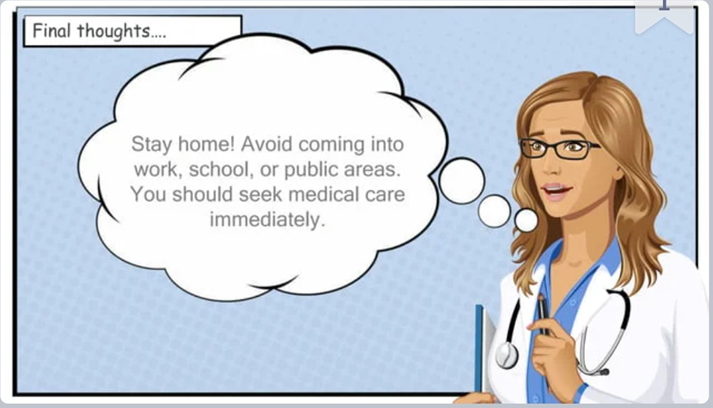 Final thoughts....
Stay home! Avoid coming into
work, school, or public areas.
You should seek medical care
immediately.